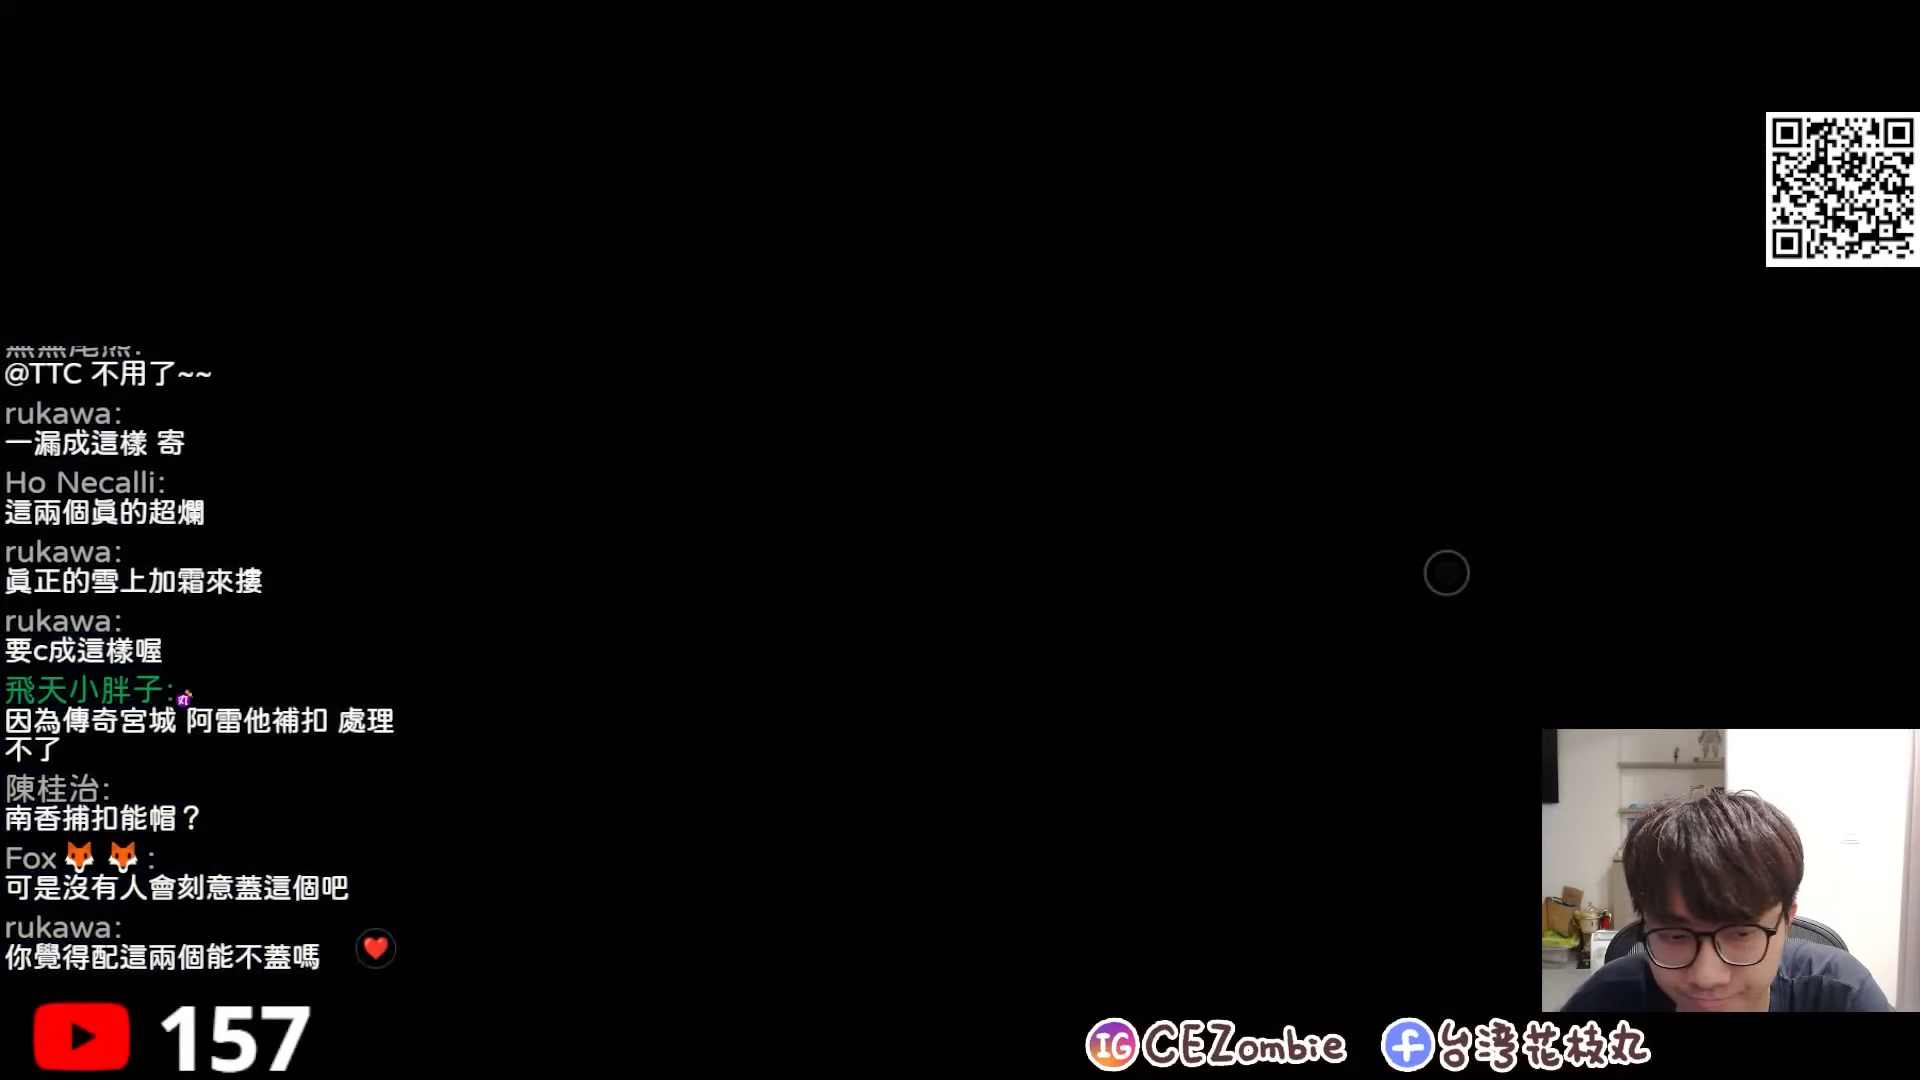 @TTC 不用了~~
rukawa:
一漏成這樣 寄
Ho Necalli:
這兩個真的超爛
rukawa:
真正的雪上加霜來摟
rukawa:
要c成這樣喔
飛天小胖子:
因為傳奇宮城 阿雷他補扣 處理
不了
陳桂治:
南香捕扣能帽？
Fox🦊 🦊 :
可是沒有人會刻意蓋這個吧
rukawa:
你覺得配這兩個能不蓋嗎
157
IG CEZombie
f 台灣花枝丸